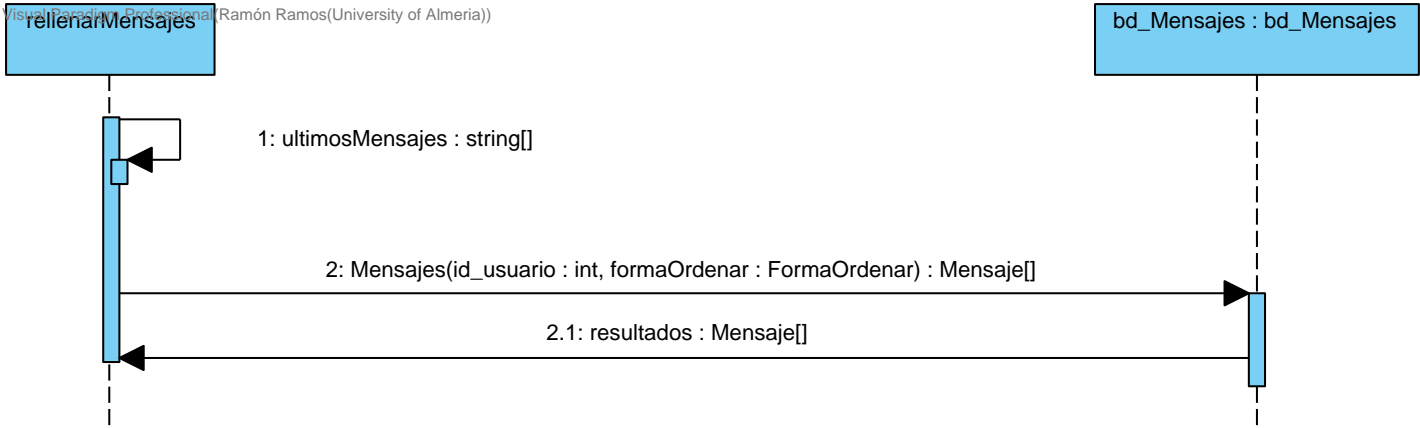 Visual Paradigm Professional(Ramón Ramos(University of Almeria))
rellenarMensajes
bd_Mensajes : bd_Mensajes
1: ultimosMensajes : string[]
2: Mensajes(id_usuario : int, formaOrdenar : FormaOrdenar) : Mensaje[]
2.1: resultados : Mensaje[]